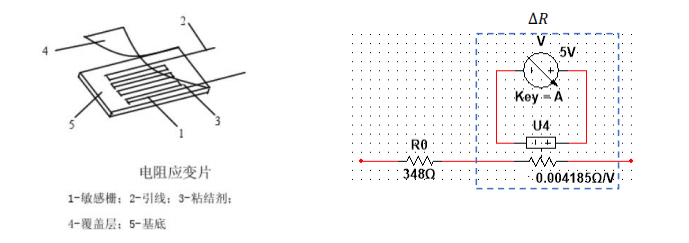 4
2
3
5
1
电阻应变片
1-敏感栅；2-引线；3-粘结剂；
4-覆盖层；5-基底
ΔR
V
5V
Key = A
U4
R0
348Ω
0.004185Ω/V